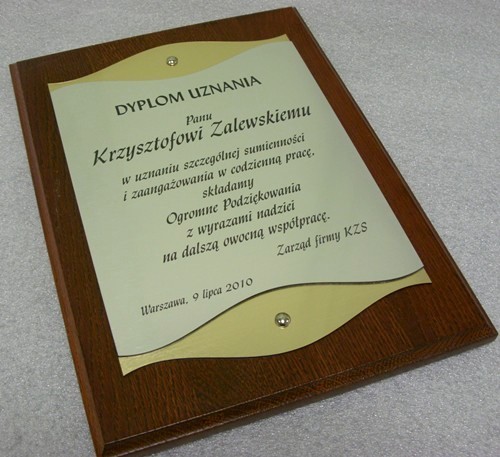 DYPLOM UZNANIA
Panu
Krzysztofowi Zalewskiemu
w uznaniu szczególnej sumienności
i zaangażowania w codzienną pracę,
składamy
Ogromne Podziękowania
z wyrazami nadziei
na dalszą owocną współpracę.
Zarząd firmy KZS
Warszawa, 9 lipca 2010